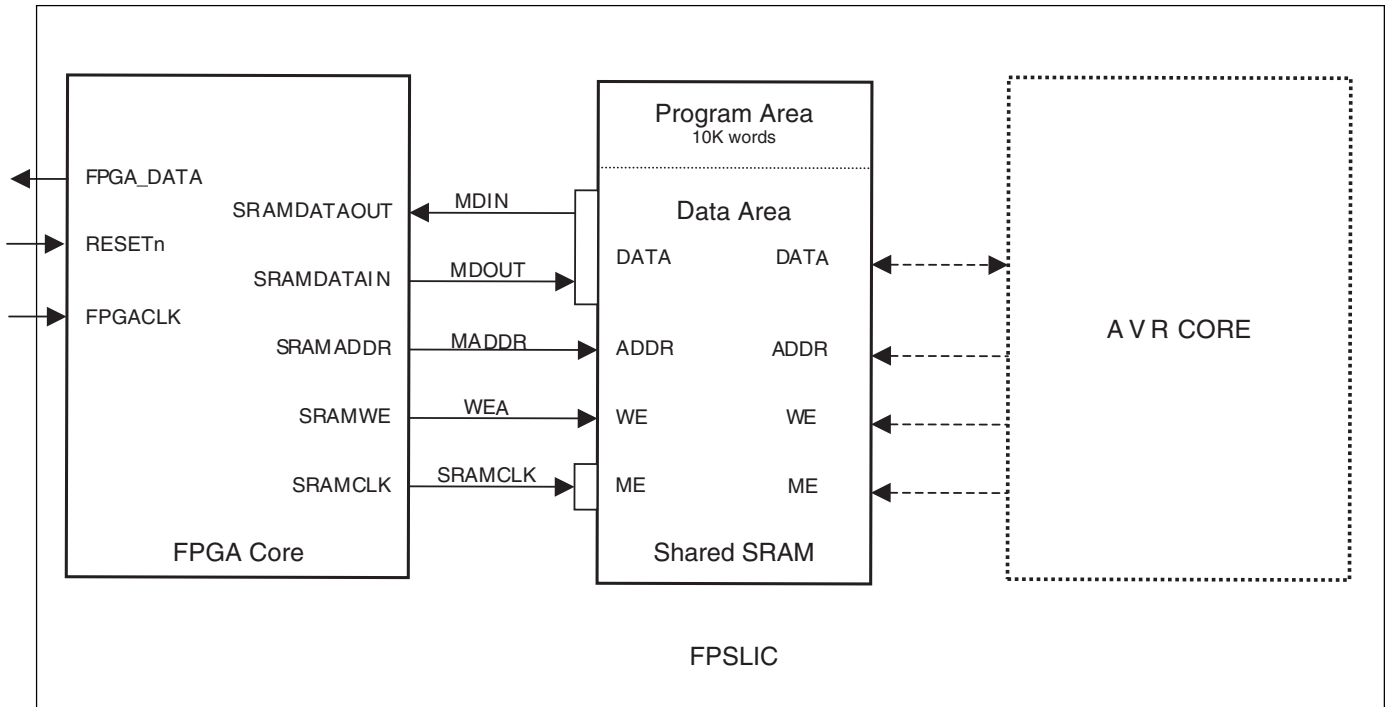 FPGA_DATA
RESETn
FPGACLK
SRAMDATAOUT
SRAMDATAIN
SRAMADDR
SRAMWE
SRAMCLK
FPGA Core
MDIN
MDOUT
MADDR
WEA
SRAMCLK
Program Area
10K words
Data Area
DATA DATA
ADDR ADDR
WE WE
ME ME
Shared SRAM
AVR CORE
FPSLIC